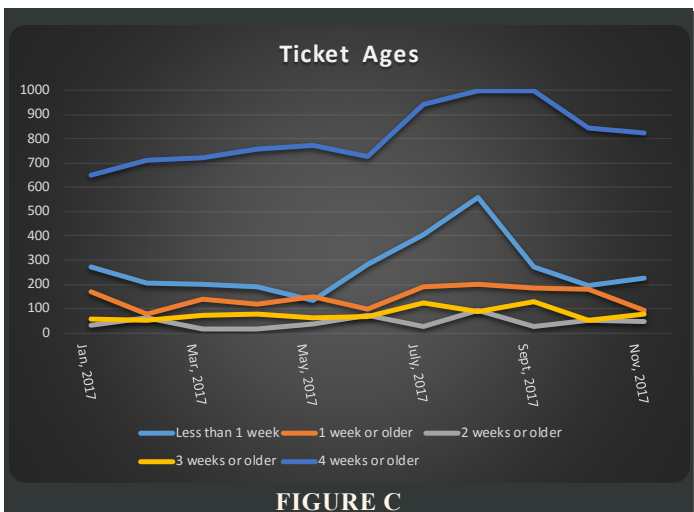 Ticket Ages
1000
900
800
700
600
500
400
300
200
100
0
Jan, 2017
Mar, 2017
May, 2017
July, 2017
Sept, 2017
Nov, 2017
Less than 1 week 1 week or older 2 weeks or older
3 weeks or older 4 weeks or older
FIGURE C